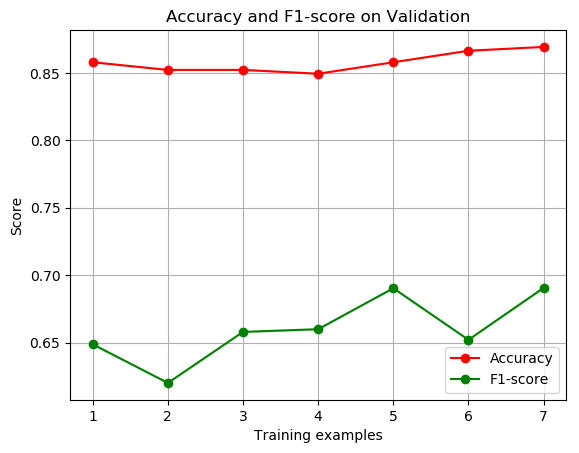 Accuracy and F1-score on Validation
Score
0.85
0.80
0.75
0.70
0.65
Accuracy
F1-score
1 2 3 4 5 6 7
Training examples